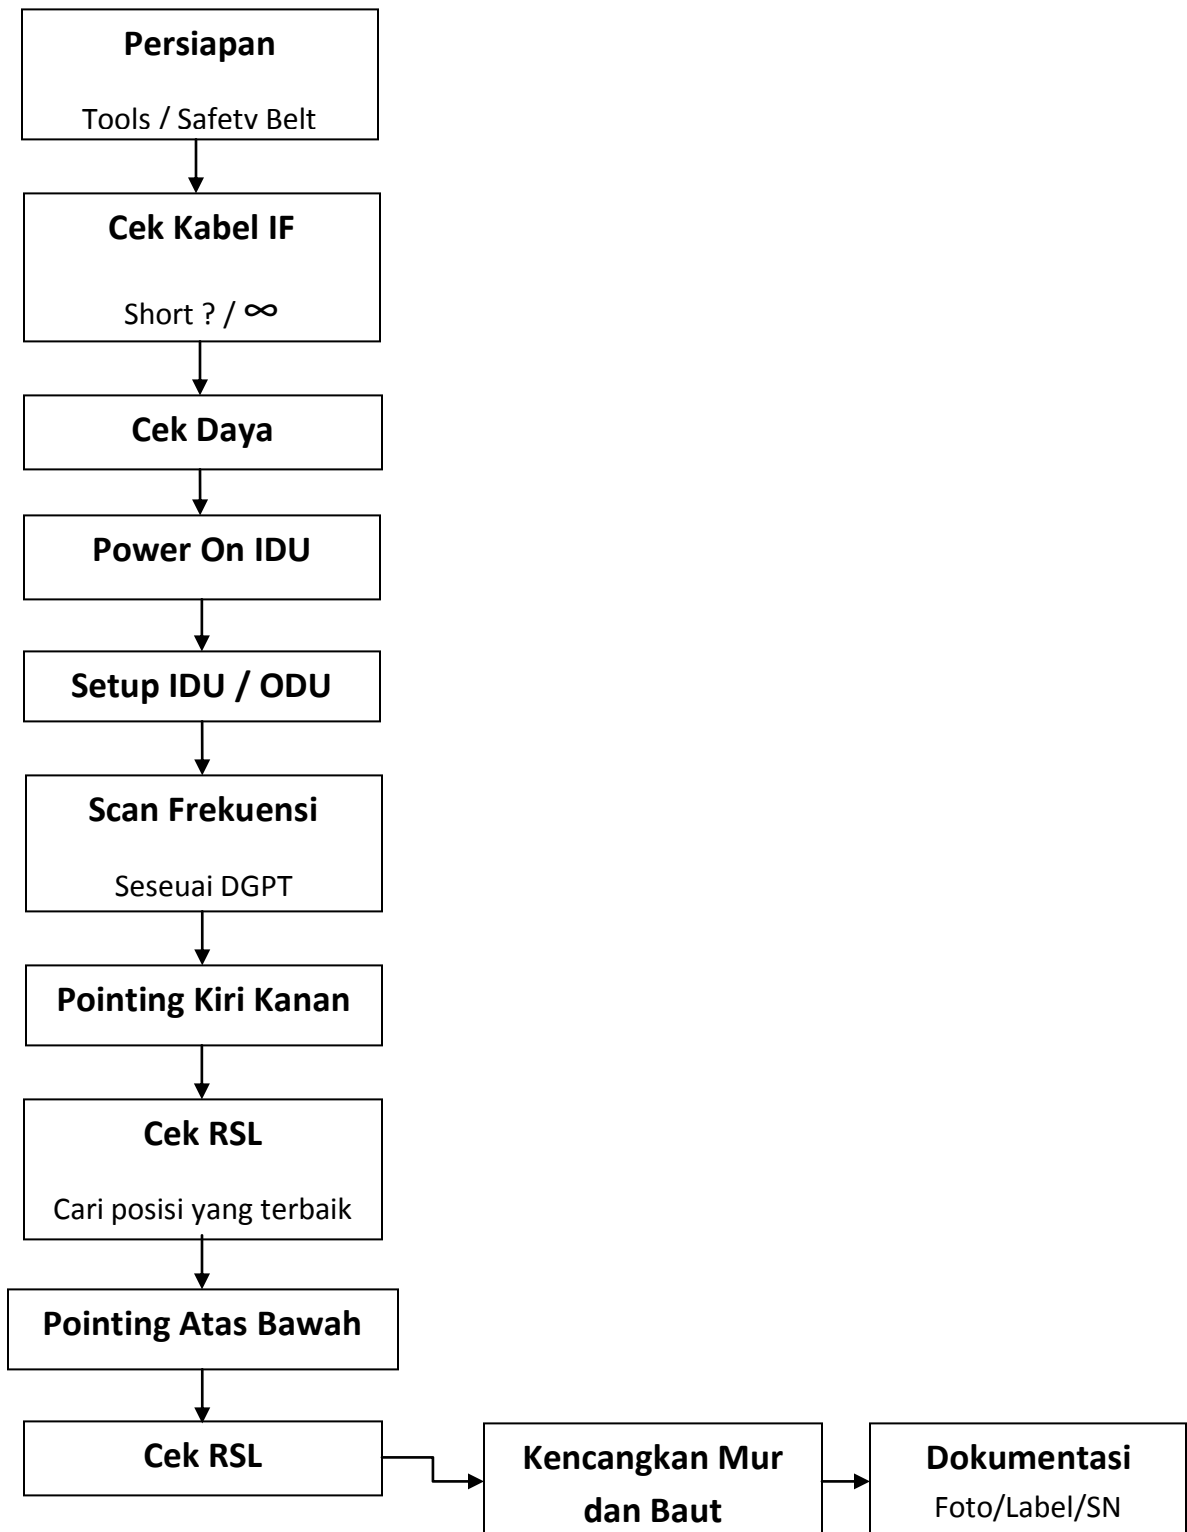 Persiapan
Tools / Safety Belt
Cek Kabel IF
Short ? / ∞
Cek Daya
Power On IDU
Setup IDU / ODU
Scan Frekuensi
Seseuai DGPT
Pointing Kiri Kanan
Cek RSL
Cari posisi yang terbaik
Pointing Atas Bawah
Cek RSL
Kencangkan Mur
dan Baut
Dokumentasi
Foto/Label/SN